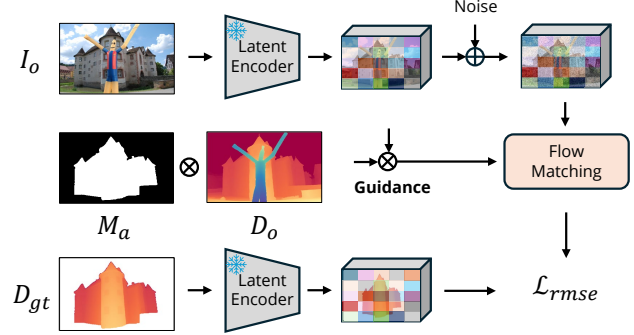 Noise
I_o
Latent
Encoder
M_a
⊗
D_o
Guidance
Flow
Matching
D_gt
Latent
Encoder
ℒ_rmse